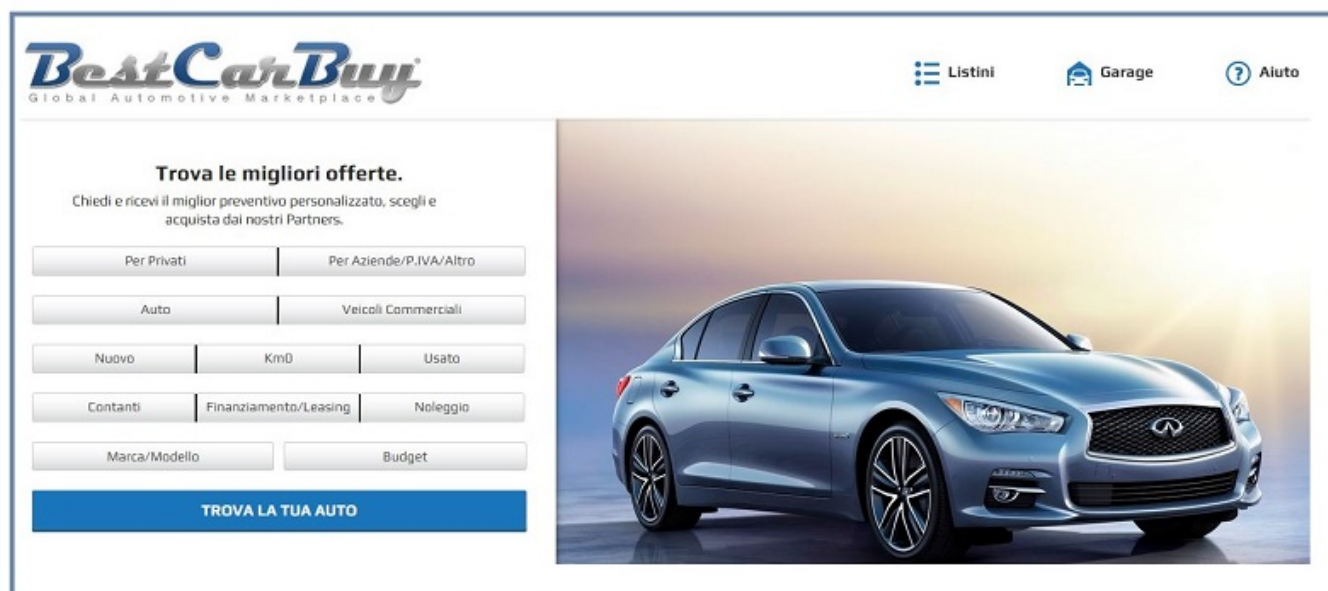 BestCarBuy
Global Automotive Marketplace
Listini
Garage
? Aiuto
Trova le migliori offerte.
Chiedi e ricevi il miglior preventivo personalizzato, scegli e
acquista dai nostri Partners.
Per Privati
Per Aziende/P.IVA/Altro
Auto
Veicoli Commerciali
Nuovo
Km0
Usato
Contanti
Finanziamento/Leasing
Noleggio
Marca/Modello
Budget
TROVA LA TUA AUTO